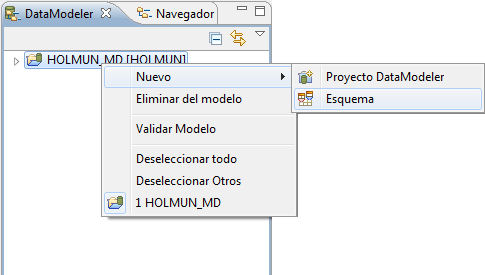 DataModeler
Navegador
HOLMUN_MD [HOLMUN]
Nuevo
Proyecto DataModeler
Eliminar del modelo
Esquema
Validar Modelo
Deseleccionar todo
Deseleccionar Otros
1 HOLMUN_MD